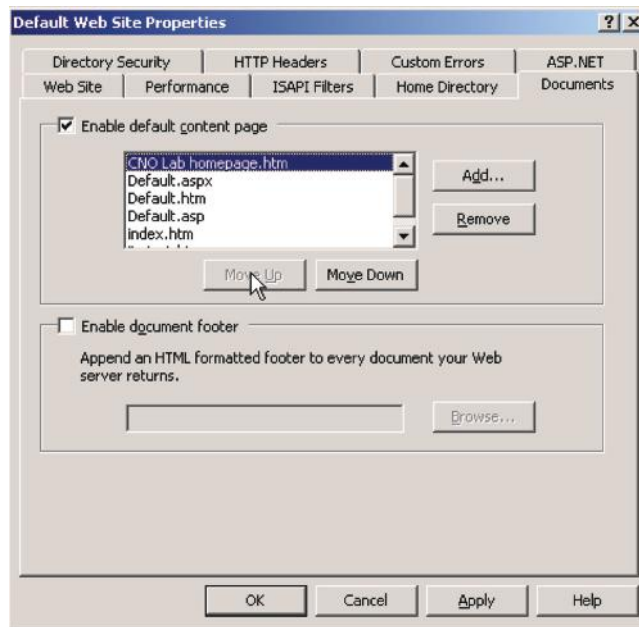 Default Web Site Properties
Directory Security HTTP Headers Custom Errors ASP.NET
Web Site Performance ISAPI Filters Home Directory Documents
Enable default content page
CNO Lab homepage.htm
Default.aspx
Default.htm
Default.asp
index.htm
Add...
Remove
Move Up Move Down
Enable document footer
Append an HTML formatted footer to every document your Web
server returns.
Browse...
OK Cancel Apply Help